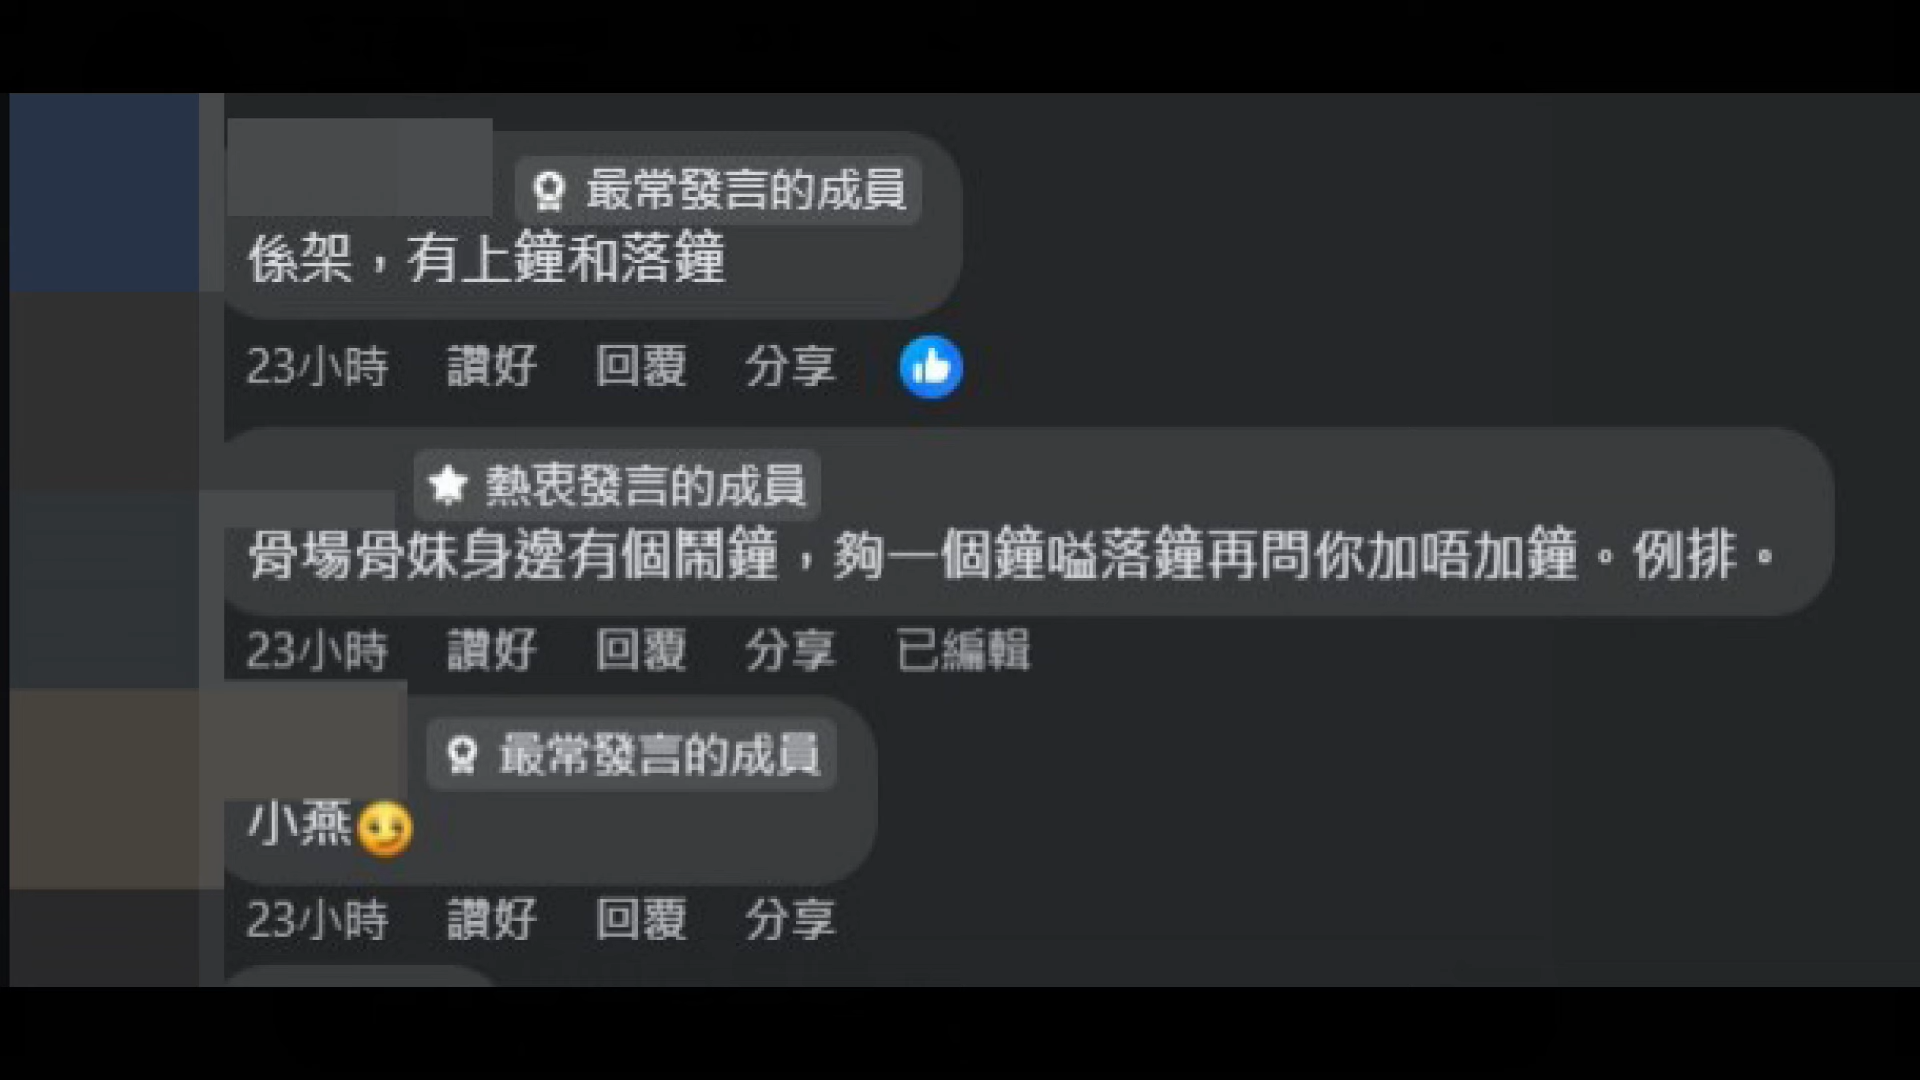 最常發言的成員
係架，有上鐘和落鐘
23小時 讚好 回覆 分享
熱衷發言的成員
骨場骨妹身邊有個鬧鐘，夠一個鐘嗌落鐘再問你加唔加鐘。例排。
23小時 讚好 回覆 分享 已編輯
最常發言的成員
小燕
23小時 讚好 回覆 分享